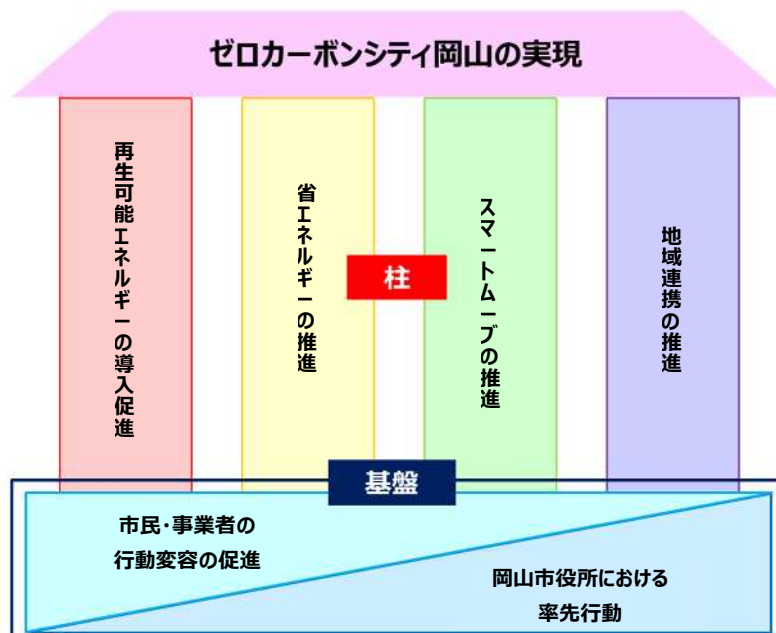 ゼロカーボンシティ岡山の実現
再生可能エネルギーの導入促進
省エネルギーの推進
柱
スマートムーブの推進
地域連携の推進
基盤
市民・事業者の
行動変容の促進
岡山市役所における
率先行動